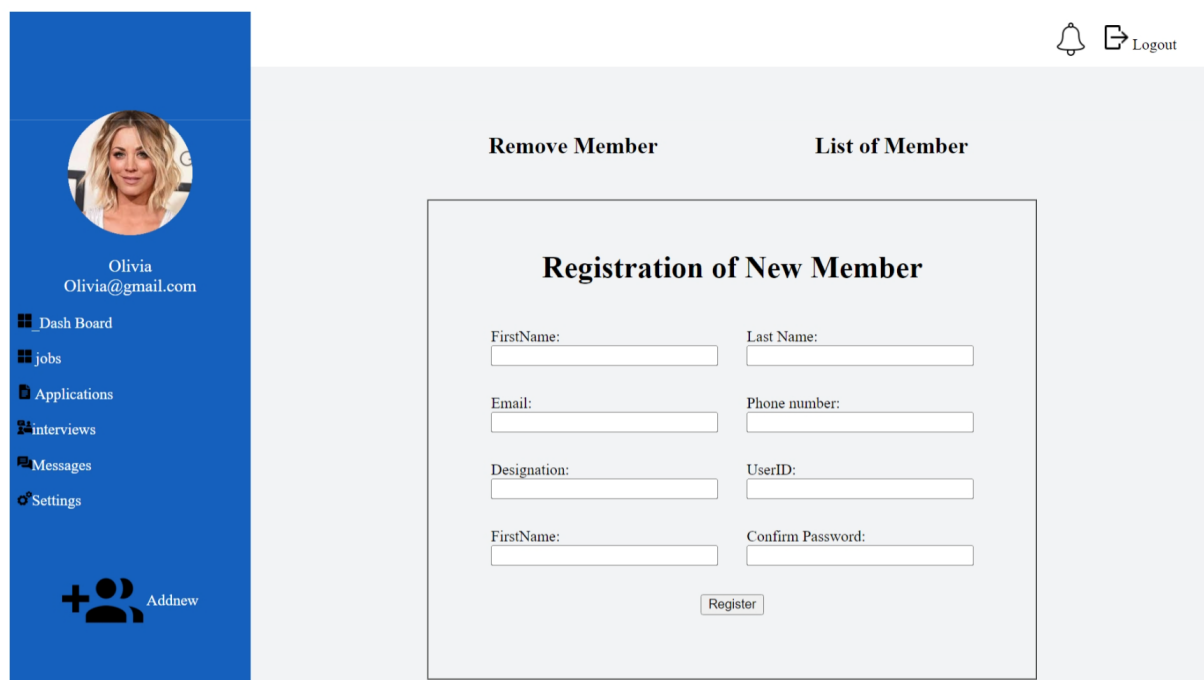 Logout
Remove Member
List of Member
Olivia
Olivia@gmail.com
_Dash Board
jobs
Applications
interviews
Messages
Settings
Addnew
Registration of New Member
FirstName:
Last Name:
Email:
Phone number:
Designation:
UserID:
FirstName:
Confirm Password:
Register